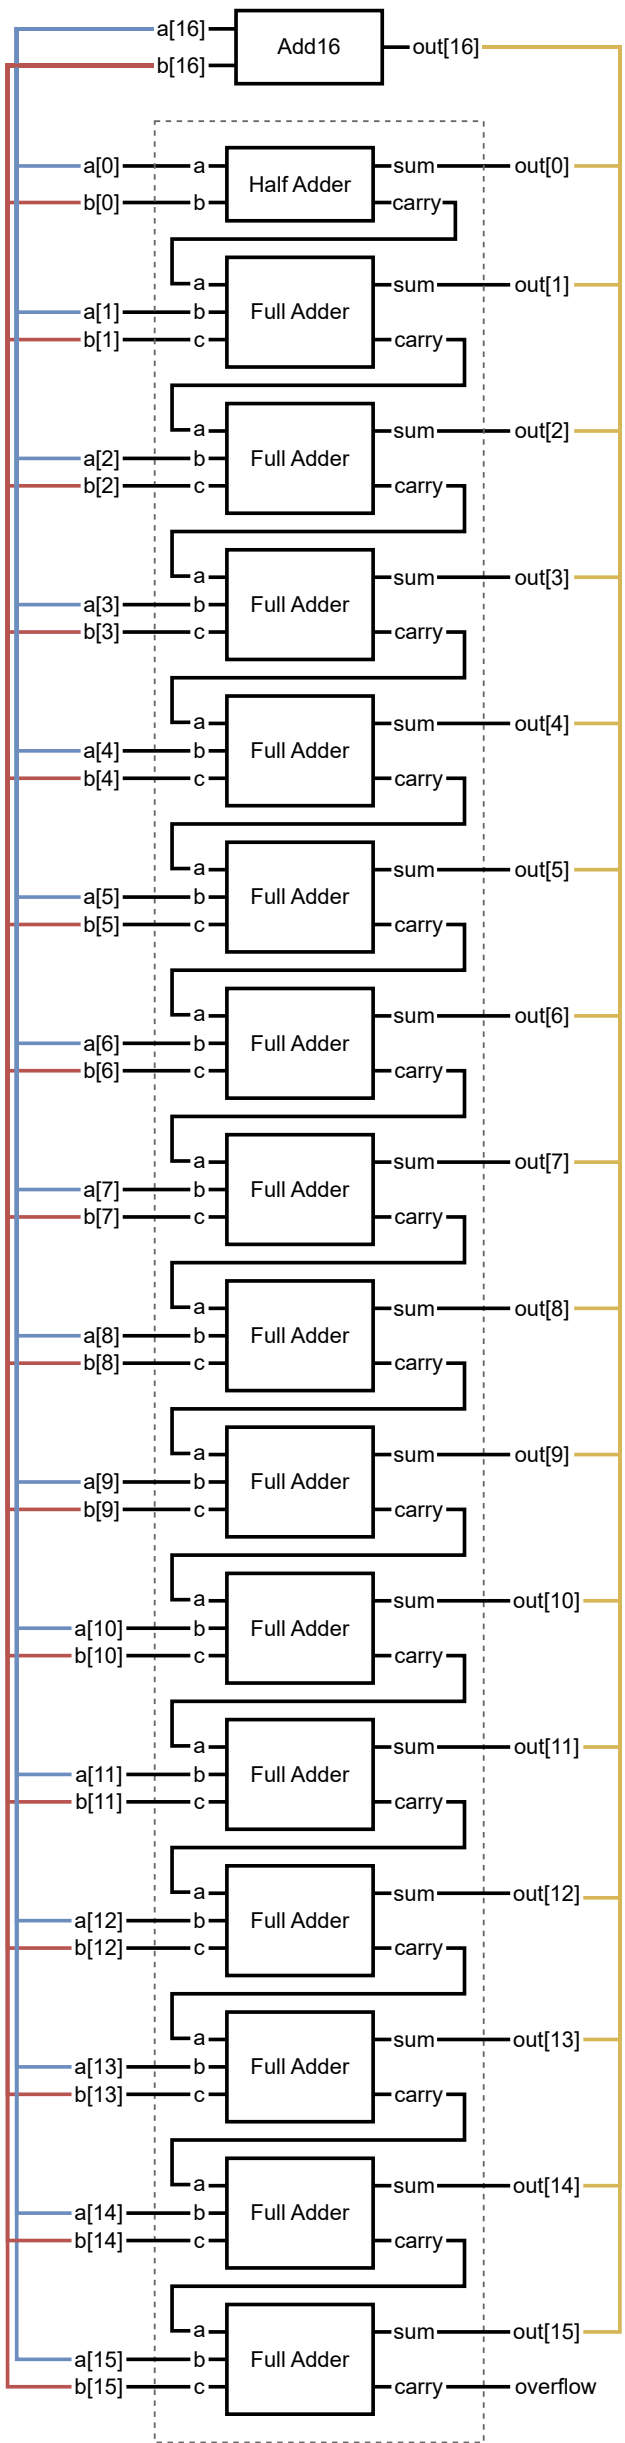 a[16] Add16 out[16]
b[16]
a[0] a Half Adder sum out[0]
b[0] b carry
a sum out[1]
a[1] b Full Adder
b[1] c carry
a sum out[2]
a[2] b Full Adder
b[2] c carry
a sum out[3]
a[3] b Full Adder
b[3] c carry
a sum out[4]
a[4] b Full Adder
b[4] c carry
a sum out[5]
a[5] b Full Adder
b[5] c carry
a sum out[6]
a[6] b Full Adder
b[6] c carry
a sum out[7]
a[7] b Full Adder
b[7] c carry
a sum out[8]
a[8] b Full Adder
b[8] c carry
a sum out[9]
a[9] b Full Adder
b[9] c carry
a sum out[10]
a[10] b Full Adder
b[10] c carry
a sum out[11]
a[11] b Full Adder
b[11] c carry
a sum out[12]
a[12] b Full Adder
b[12] c carry
a sum out[13]
a[13] b Full Adder
b[13] c carry
a sum out[14]
a[14] b Full Adder
b[14] c carry
a sum out[15]
a[15] b Full Adder
b[15] c carry overflow